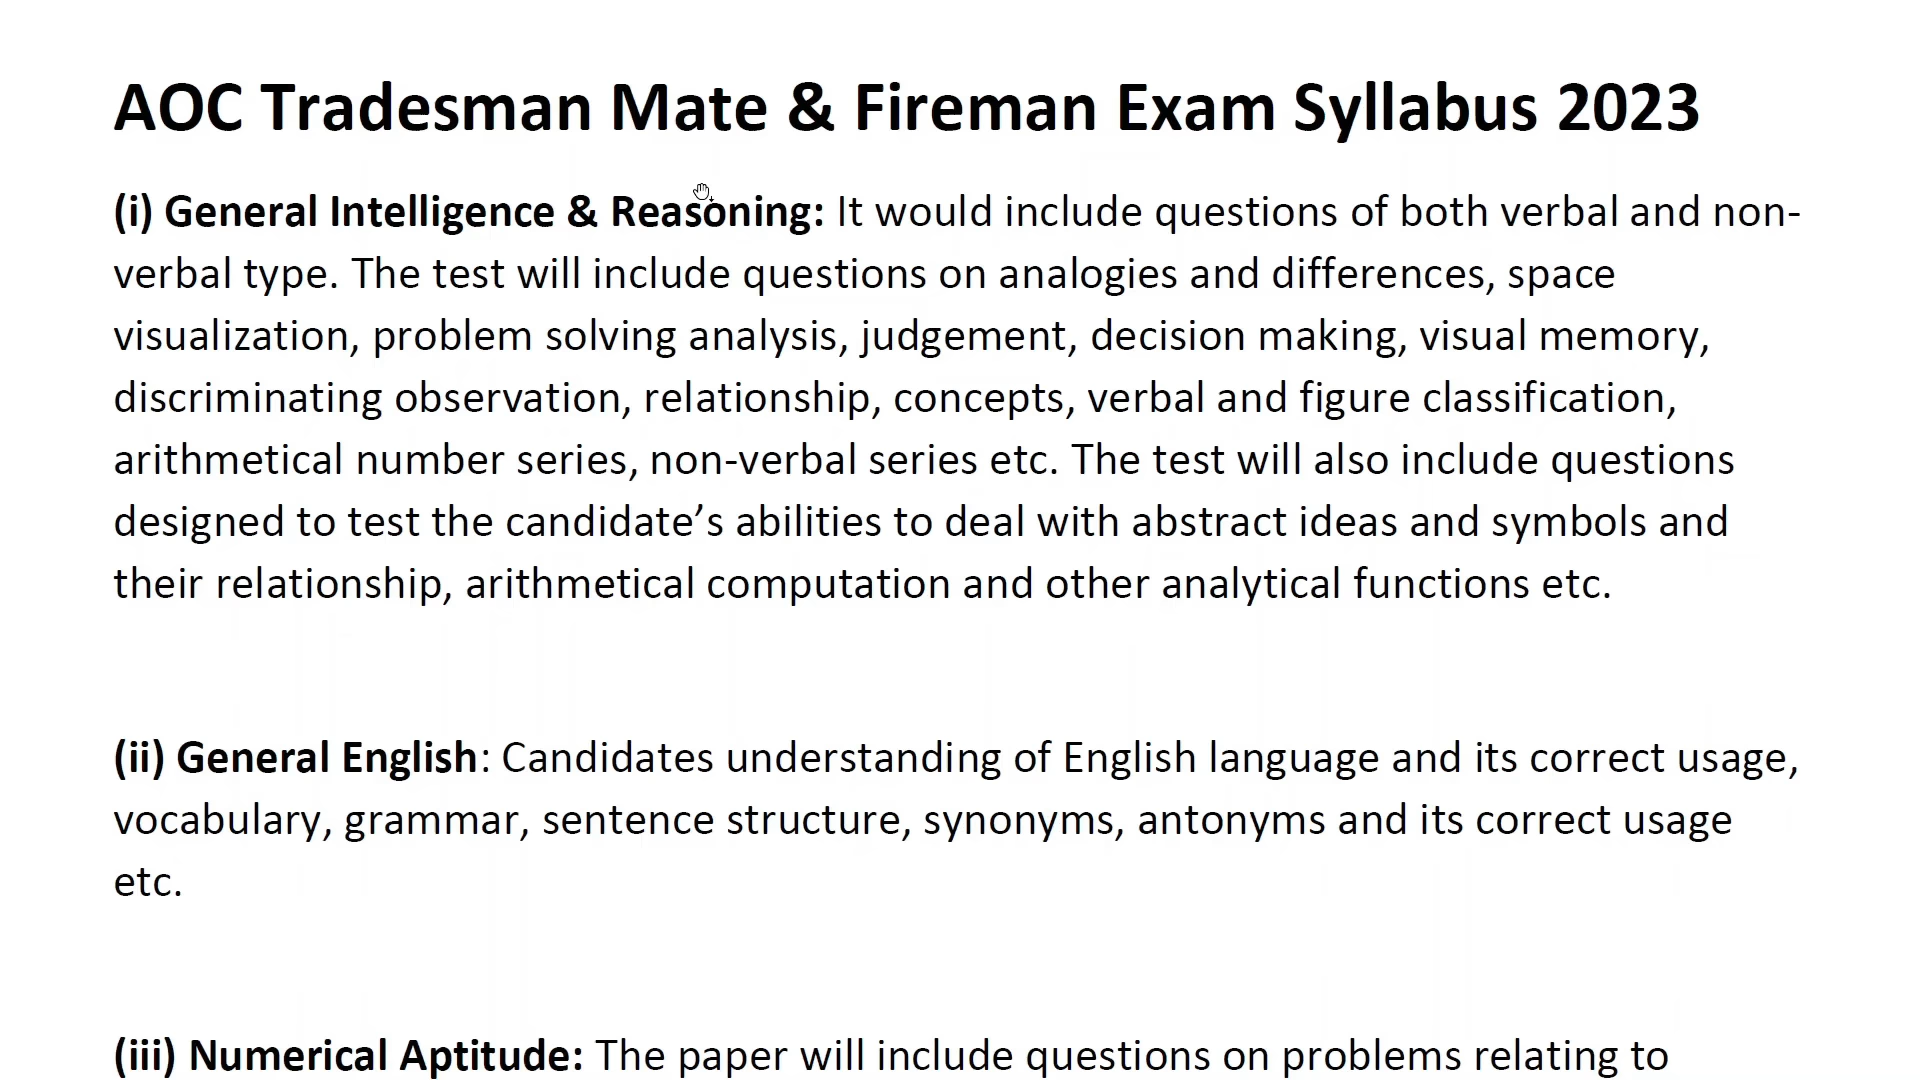 AOC Tradesman Mate & Fireman Exam Syllabus 2023
(i) General Intelligence & Reasoning: It would include questions of both verbal and non-
verbal type. The test will include questions on analogies and differences, space
visualization, problem solving analysis, judgement, decision making, visual memory,
discriminating observation, relationship, concepts, verbal and figure classification,
arithmetical number series, non-verbal series etc. The test will also include questions
designed to test the candidate’s abilities to deal with abstract ideas and symbols and
their relationship, arithmetical computation and other analytical functions etc.
(ii) General English: Candidates understanding of English language and its correct usage,
vocabulary, grammar, sentence structure, synonyms, antonyms and its correct usage
etc.
(iii) Numerical Aptitude: The paper will include questions on problems relating to